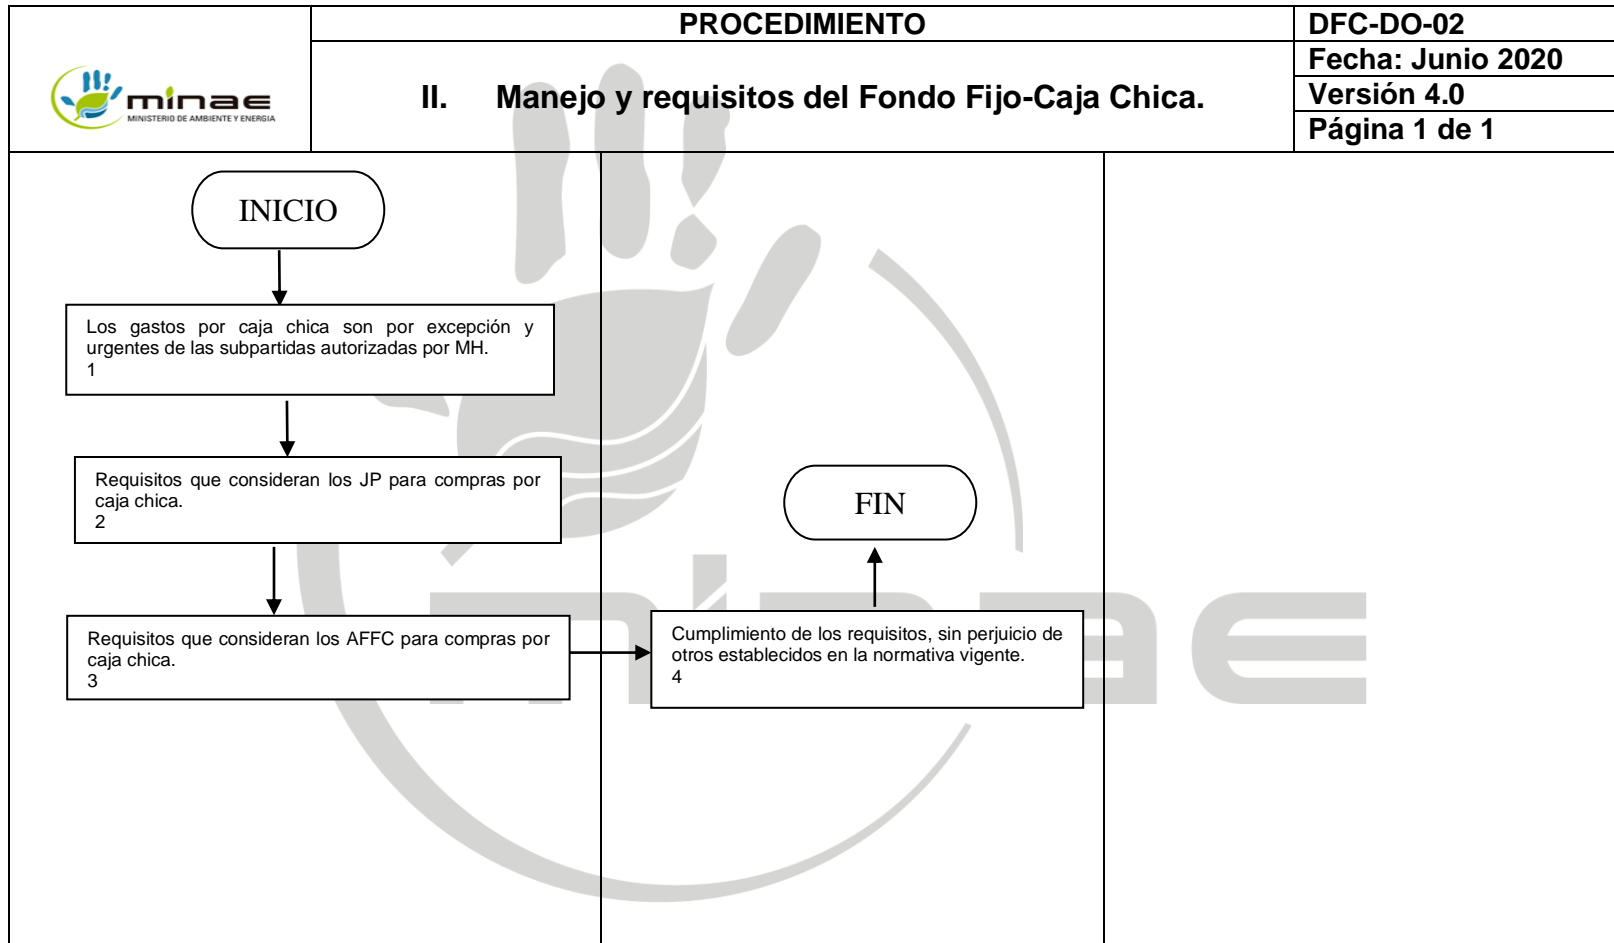 PROCEDIMIENTO
DFC-DO-02
Fecha: Junio 2020
II. Manejo y requisitos del Fondo Fijo-Caja Chica.
Versión 4.0
Página 1 de 1
minae
MINISTERIO DE AMBIENTE Y ENERGIA
INICIO
Los gastos por caja chica son por excepción y
urgentes de las subpartidas autorizadas por MH.
1
Requisitos que consideran los JP para compras por
caja chica.
2
Requisitos que consideran los AFFC para compras por
caja chica.
3
Cumplimiento de los requisitos, sin perjuicio de
otros establecidos en la normativa vigente.
4
FIN
minae